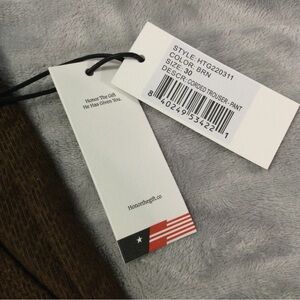 Honor The Gift
He Has Given You.
Honorthegift.co
STYLE: HTG220311
COLOR: BRN
SIZE: 30
DESCR: CORDED TROUSER - PANT
8 40249 53422 1